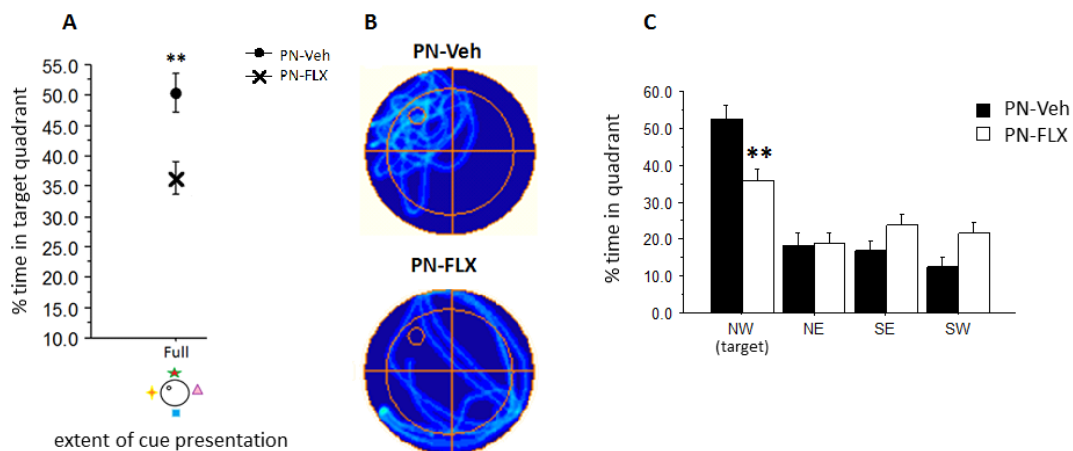 A
**
PN-Veh
PN-FLX
% time in target quadrant
55.0
50.0
45.0
40.0
35.0
30.0
25.0
20.0
15.0
10.0
Full
extent of cue presentation
B
PN-Veh
PN-FLX
C
PN-Veh
PN-FLX
% time in quadrant
60.0
50.0
40.0
30.0
20.0
10.0
0.0
**
NW NE SE SW
(target)